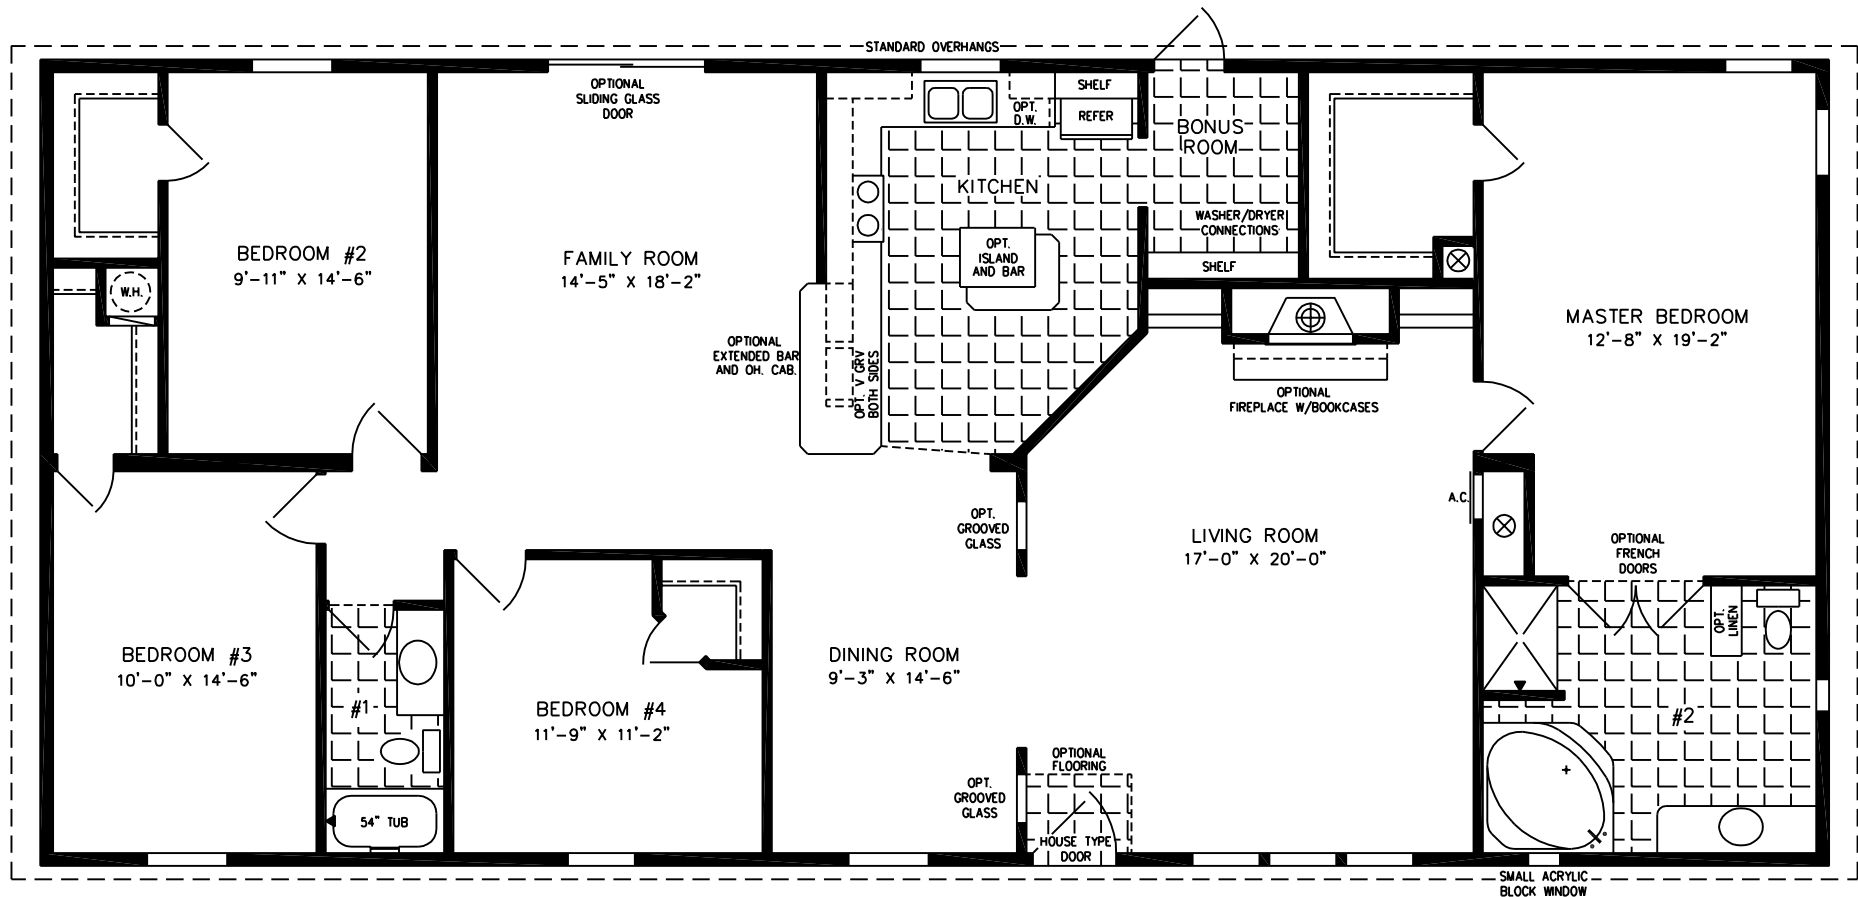 STANDARD OVERHANGS
OPTIONAL
SLIDING GLASS
DOOR
SHELF
OPT.
D.W.
REFER
BONUS
ROOM
KITCHEN
WASHER/DRYER
CONNECTIONS
SHELF
BEDROOM #2
9'-11" X 14'-6"
FAMILY ROOM
14'-5" X 18'-2"
OPT.
ISLAND
AND BAR
W.H.
MASTER BEDROOM
12'-8" X 19'-2"
OPTIONAL
EXTENDED BAR
AND OH. CAB.
OPT. V GRV
BOTH SIDES
OPTIONAL
FIREPLACE W/BOOKCASES
A.C.
OPT.
GROOVED
GLASS
LIVING ROOM
17'-0" X 20'-0"
OPTIONAL
FRENCH
DOORS
OPT.
LINEN
BEDROOM #3
10'-0" X 14'-6"
DINING ROOM
9'-3" X 14'-6"
#1
BEDROOM #4
11'-9" X 11'-2"
#2
OPTIONAL
FLOORING
OPT.
GROOVED
GLASS
54" TUB
HOUSE TYPE
DOOR
SMALL ACRYLIC
BLOCK WINDOW